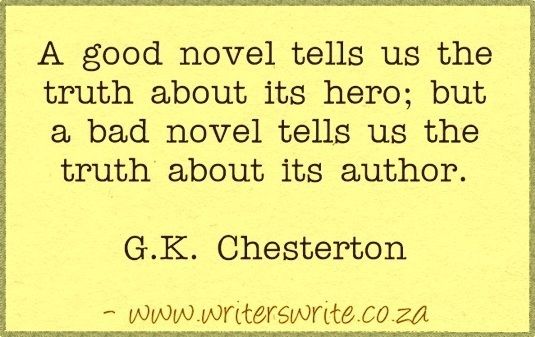 A good novel tells us the
truth about its hero; but
a bad novel tells us the
truth about its author.
G.K. Chesterton
- www.writerswrite.co.za